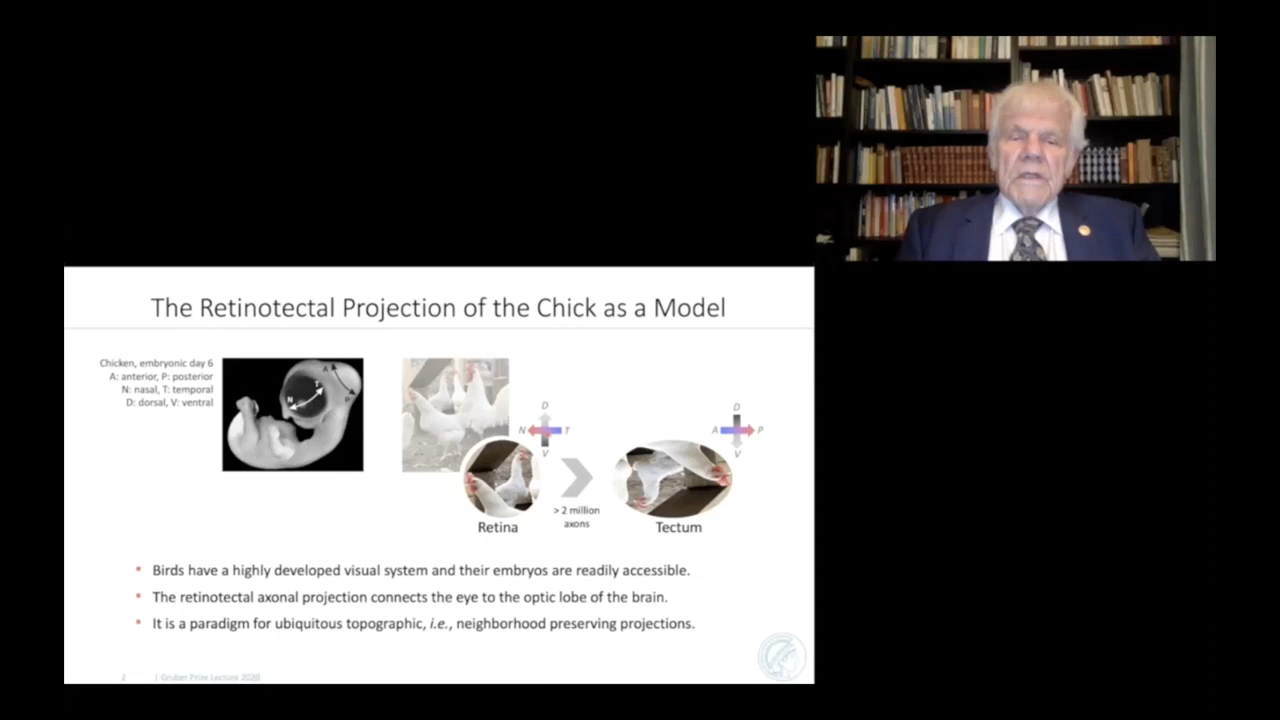 The Retinotectal Projection of the Chick as a Model
Chicken, embryonic day 6
A: anterior, P: posterior
N: nasal, T: temporal
D: dorsal, V: ventral
A
T
N
P
D
N
T
V
D
A
P
V
> 2 million
axons
Retina
Tectum
• Birds have a highly developed visual system and their embryos are readily accessible.
• The retinotectal axonal projection connects the eye to the optic lobe of the brain.
• It is a paradigm for ubiquitous topographic, i.e., neighborhood preserving projections.
2 | Gruber Prize Lecture 2020